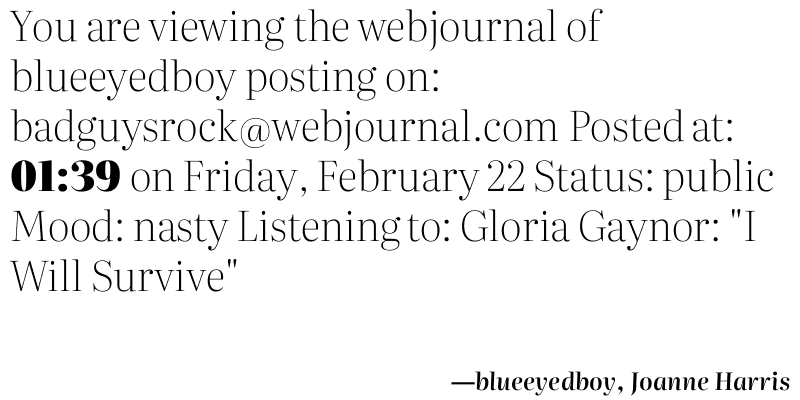 You are viewing the webjournal of
blueeyedboy posting on:
badguysrock@webjournal.com Posted at:
01:39 on Friday, February 22 Status: public
Mood: nasty Listening to: Gloria Gaynor: "I
Will Survive"
—blueeyedboy, Joanne Harris